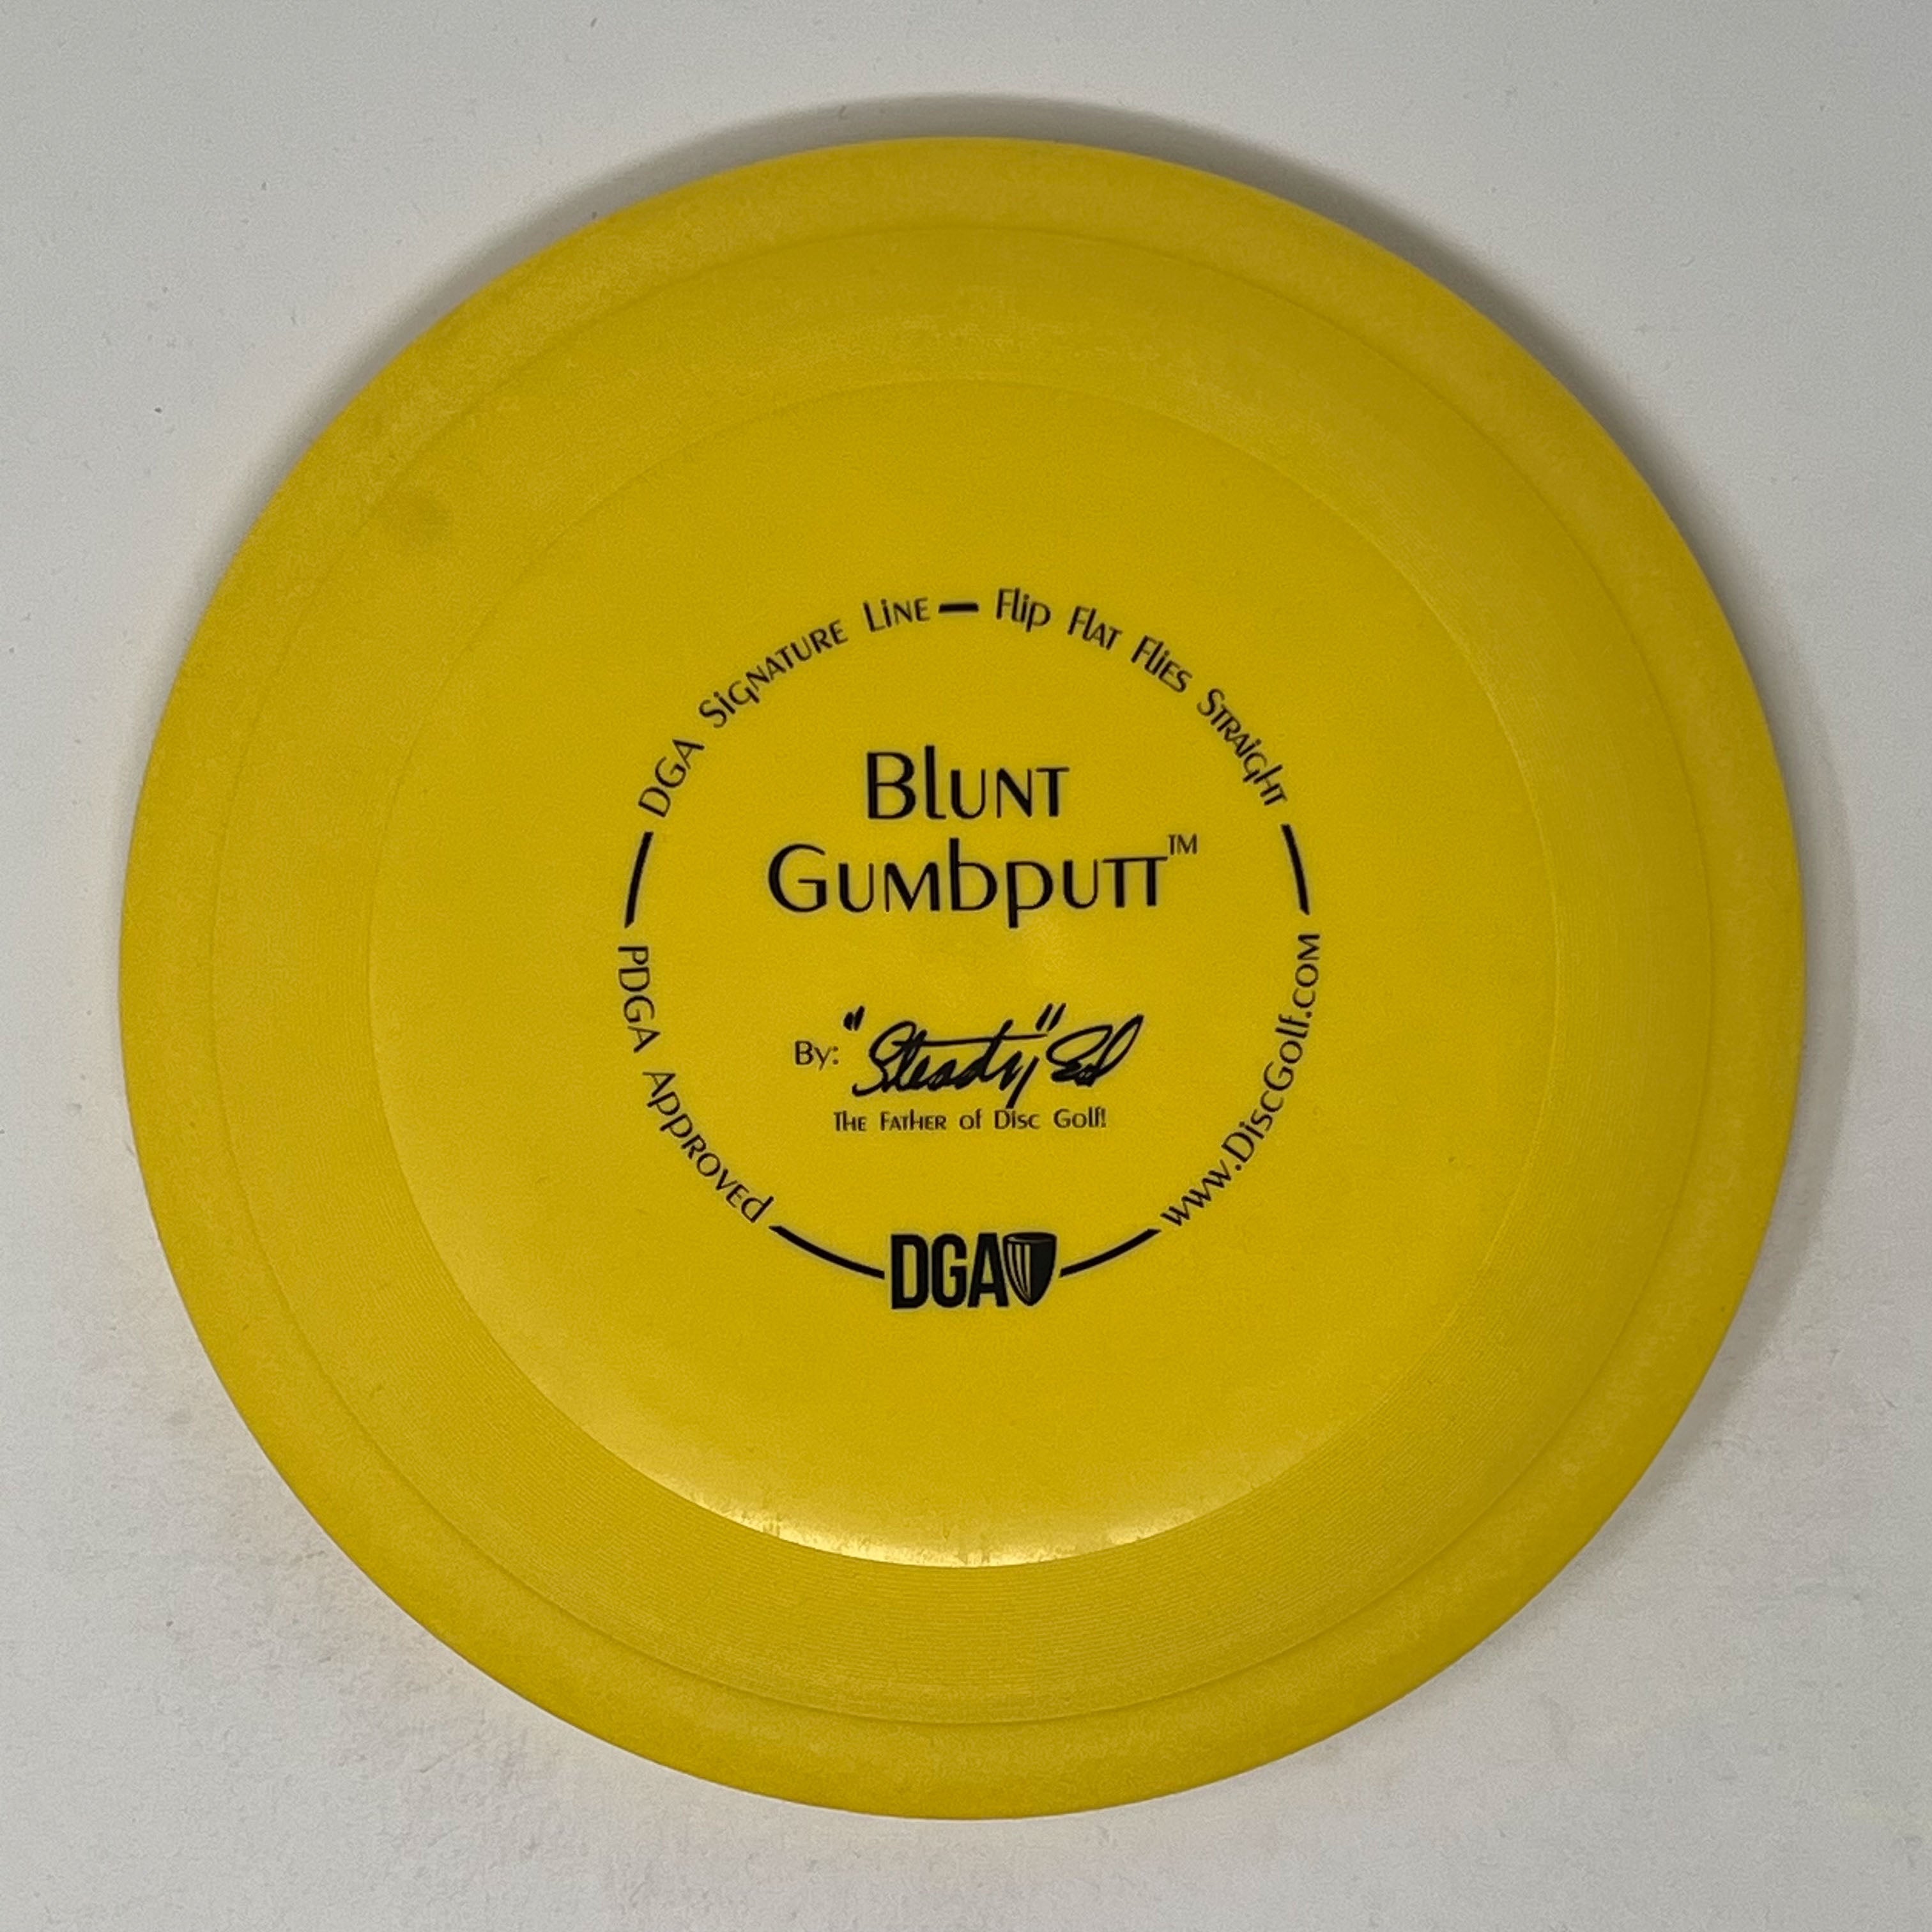 DGA Signature Line — Flip Flat Flies Straight
Blunt
Gumbputt™
By: "Steady" Ed
The Father of Disc Golf!
PDGA Approved
www.DiscGolf.com
DGA